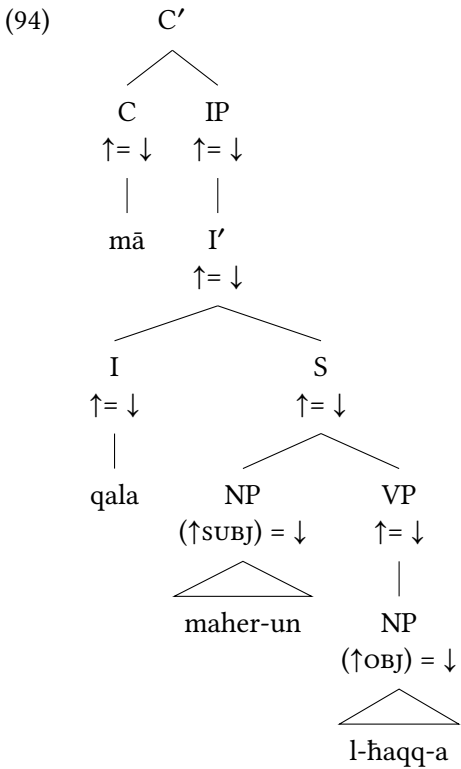 (94) C′
C IP
↑= ↓ ↑= ↓
mā I′
↑= ↓
I S
↑= ↓ ↑= ↓
qala NP VP
(↑SUBJ) = ↓ ↑= ↓
maher-un NP
(↑OBJ) = ↓
l-ħaqq-a